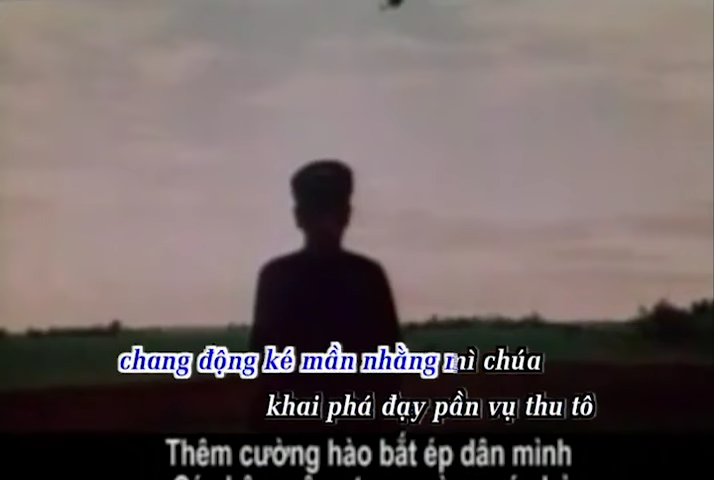 chang động ké mần nhằng mì chúa
khai phá đạy pần vụ thu tô
Thêm cường hào bắt ép dân mình